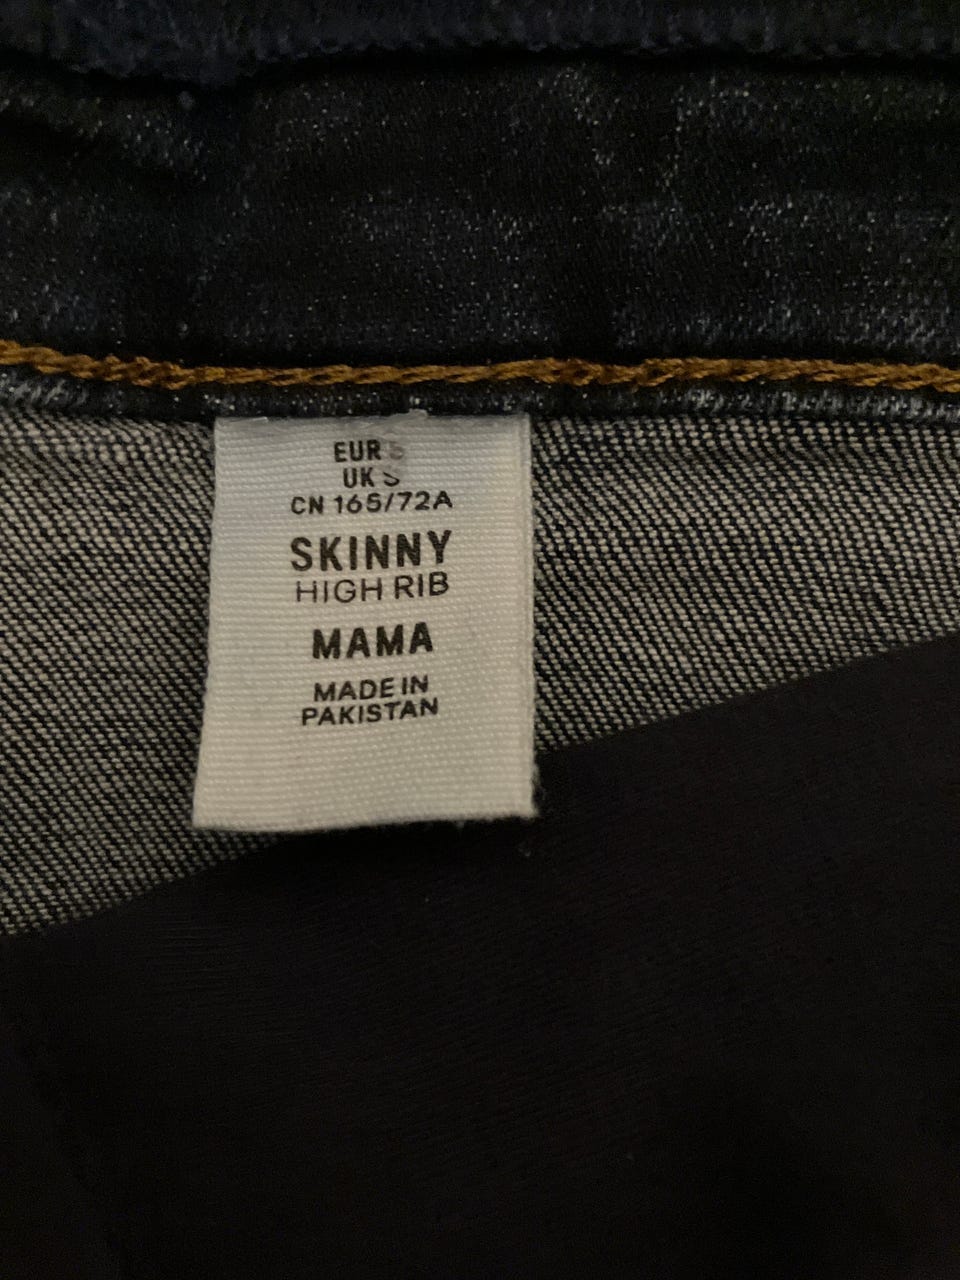 EUR S
UK S
CN 165/72A
SKINNY
HIGH RIB
MAMA
MADE IN
PAKISTAN